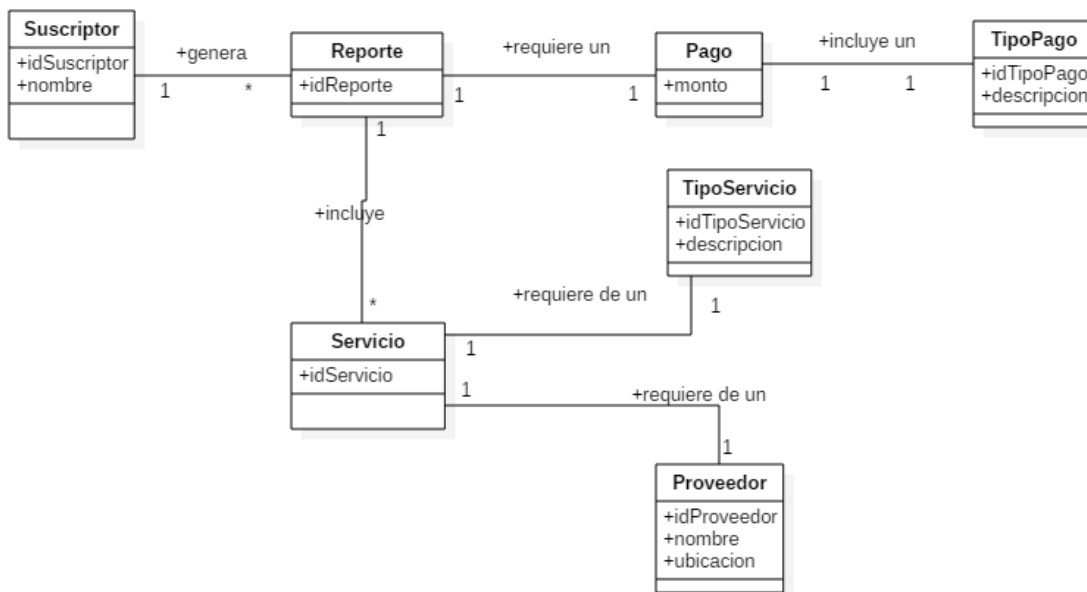 Suscriptor
+idSuscriptor
+nombre
+genera
1
*
Reporte
+idReporte
+requiere un
1
1
1
Pago
+monto
+incluye un
1
1
TipoPago
+idTipoPago
+descripcion
+incluye
*
TipoServicio
+idTipoServicio
+descripcion
+requiere de un
1
1
Servicio
+idServicio
1
+requiere de un
1
Proveedor
+idProveedor
+nombre
+ubicacion